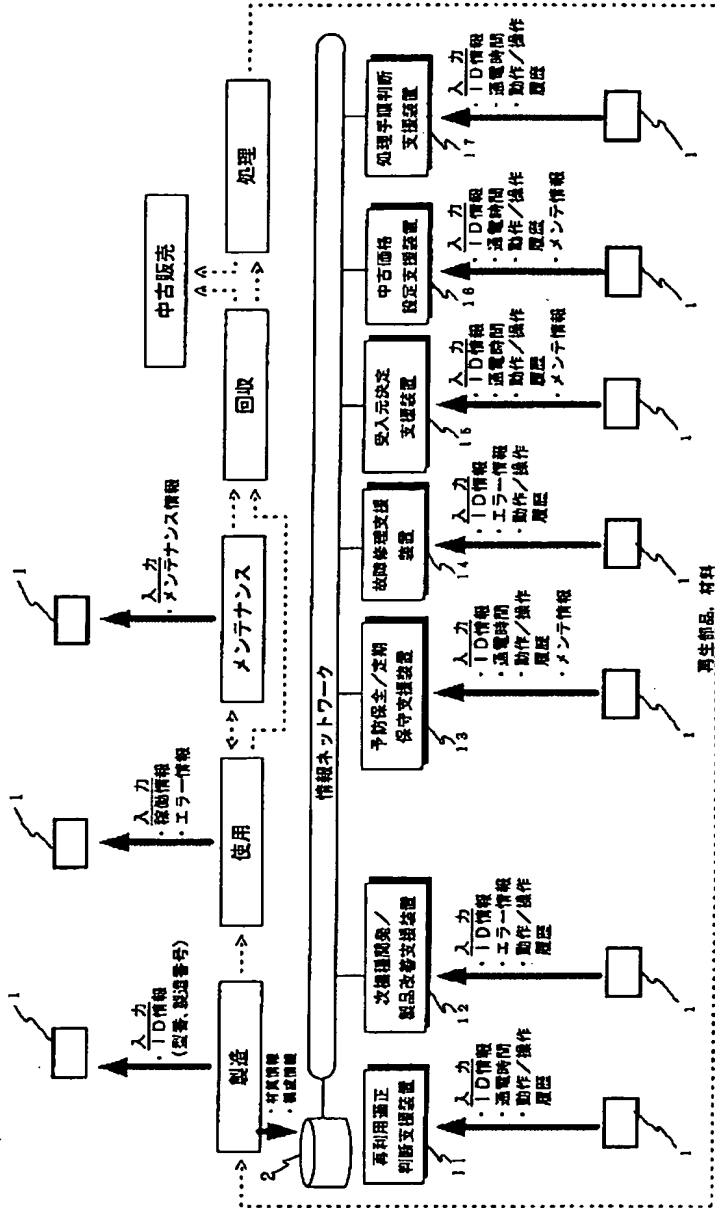 1
入 力
・ID情報
(型番、製造番号)
製造
・材質情報
・構成情報
2
1
入 力
・稼働情報
・エラー情報
使用
1
入 力
・メンテナンス情報
メンテナンス
回収
中古販売
処理
情報ネットワーク
再利用適正
判断支援装置
11
入 力
・ID情報
・通電時間
・動作/操作
履歴
1
次機種開発/
製品改善支援装置
12
入 力
・ID情報
・エラー情報
・動作/操作
履歴
1
予防保全/定期
保守支援装置
13
入 力
・ID情報
・通電時間
・動作/操作
履歴
・メンテ情報
1
故障修理支援
装置
14
入 力
・ID情報
・エラー情報
・動作/操作
履歴
1
受入元決定
支援装置
15
入 力
・ID情報
・通電時間
・動作/操作
履歴
・メンテ情報
1
中古価格
設定支援装置
16
入 力
・ID情報
・通電時間
・動作/操作
履歴
・メンテ情報
1
処理手順判断
支援装置
17
入 力
・ID情報
・通電時間
・動作/操作
履歴
1
再生部品，材料